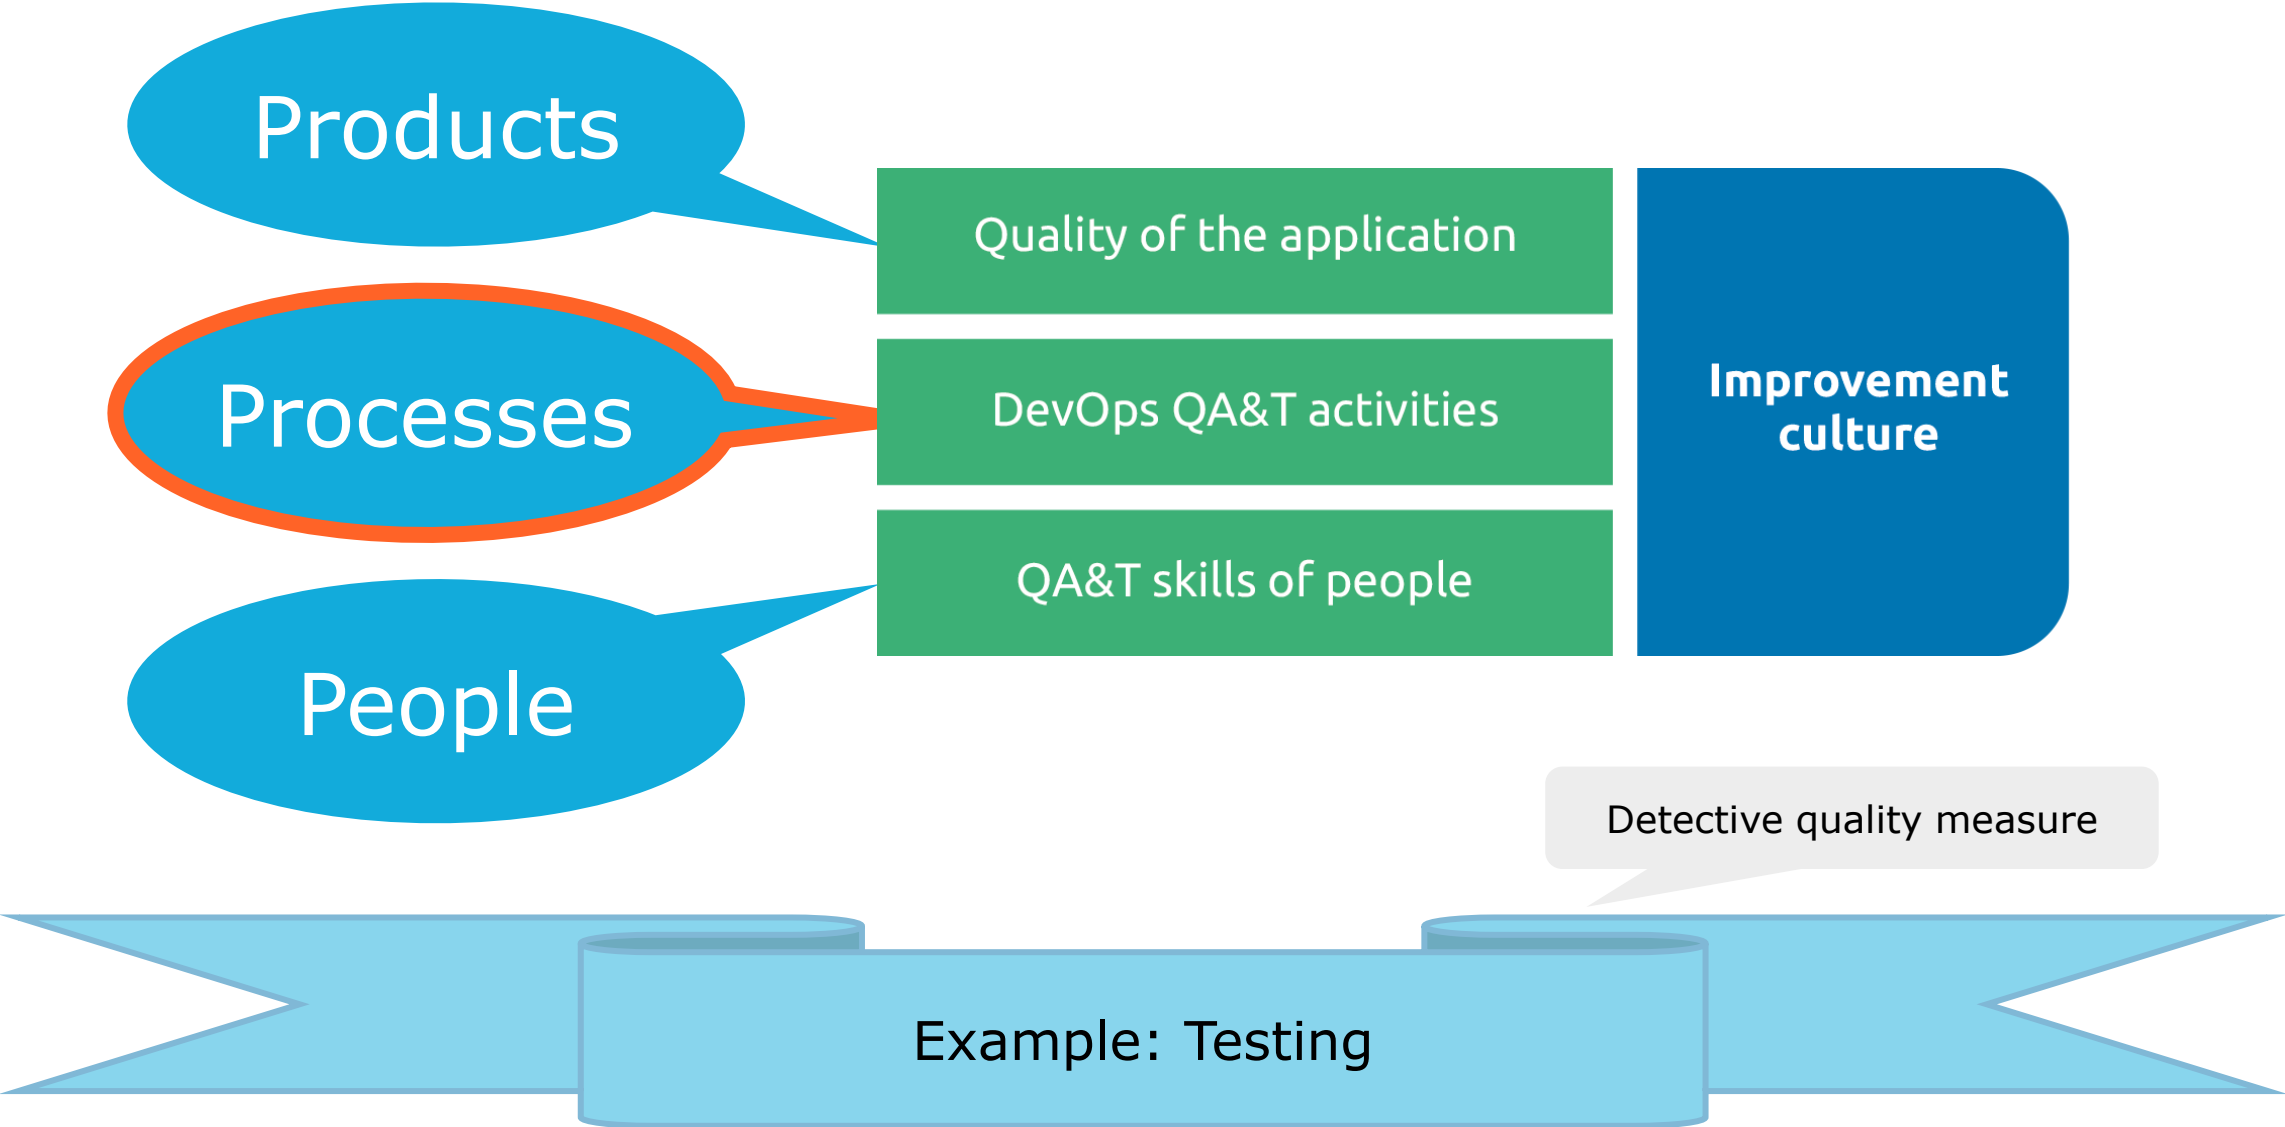 Products
Quality of the application
Processes
DevOps QA&T activities
Improvement
culture
People
QA&T skills of people
Detective quality measure
Example: Testing